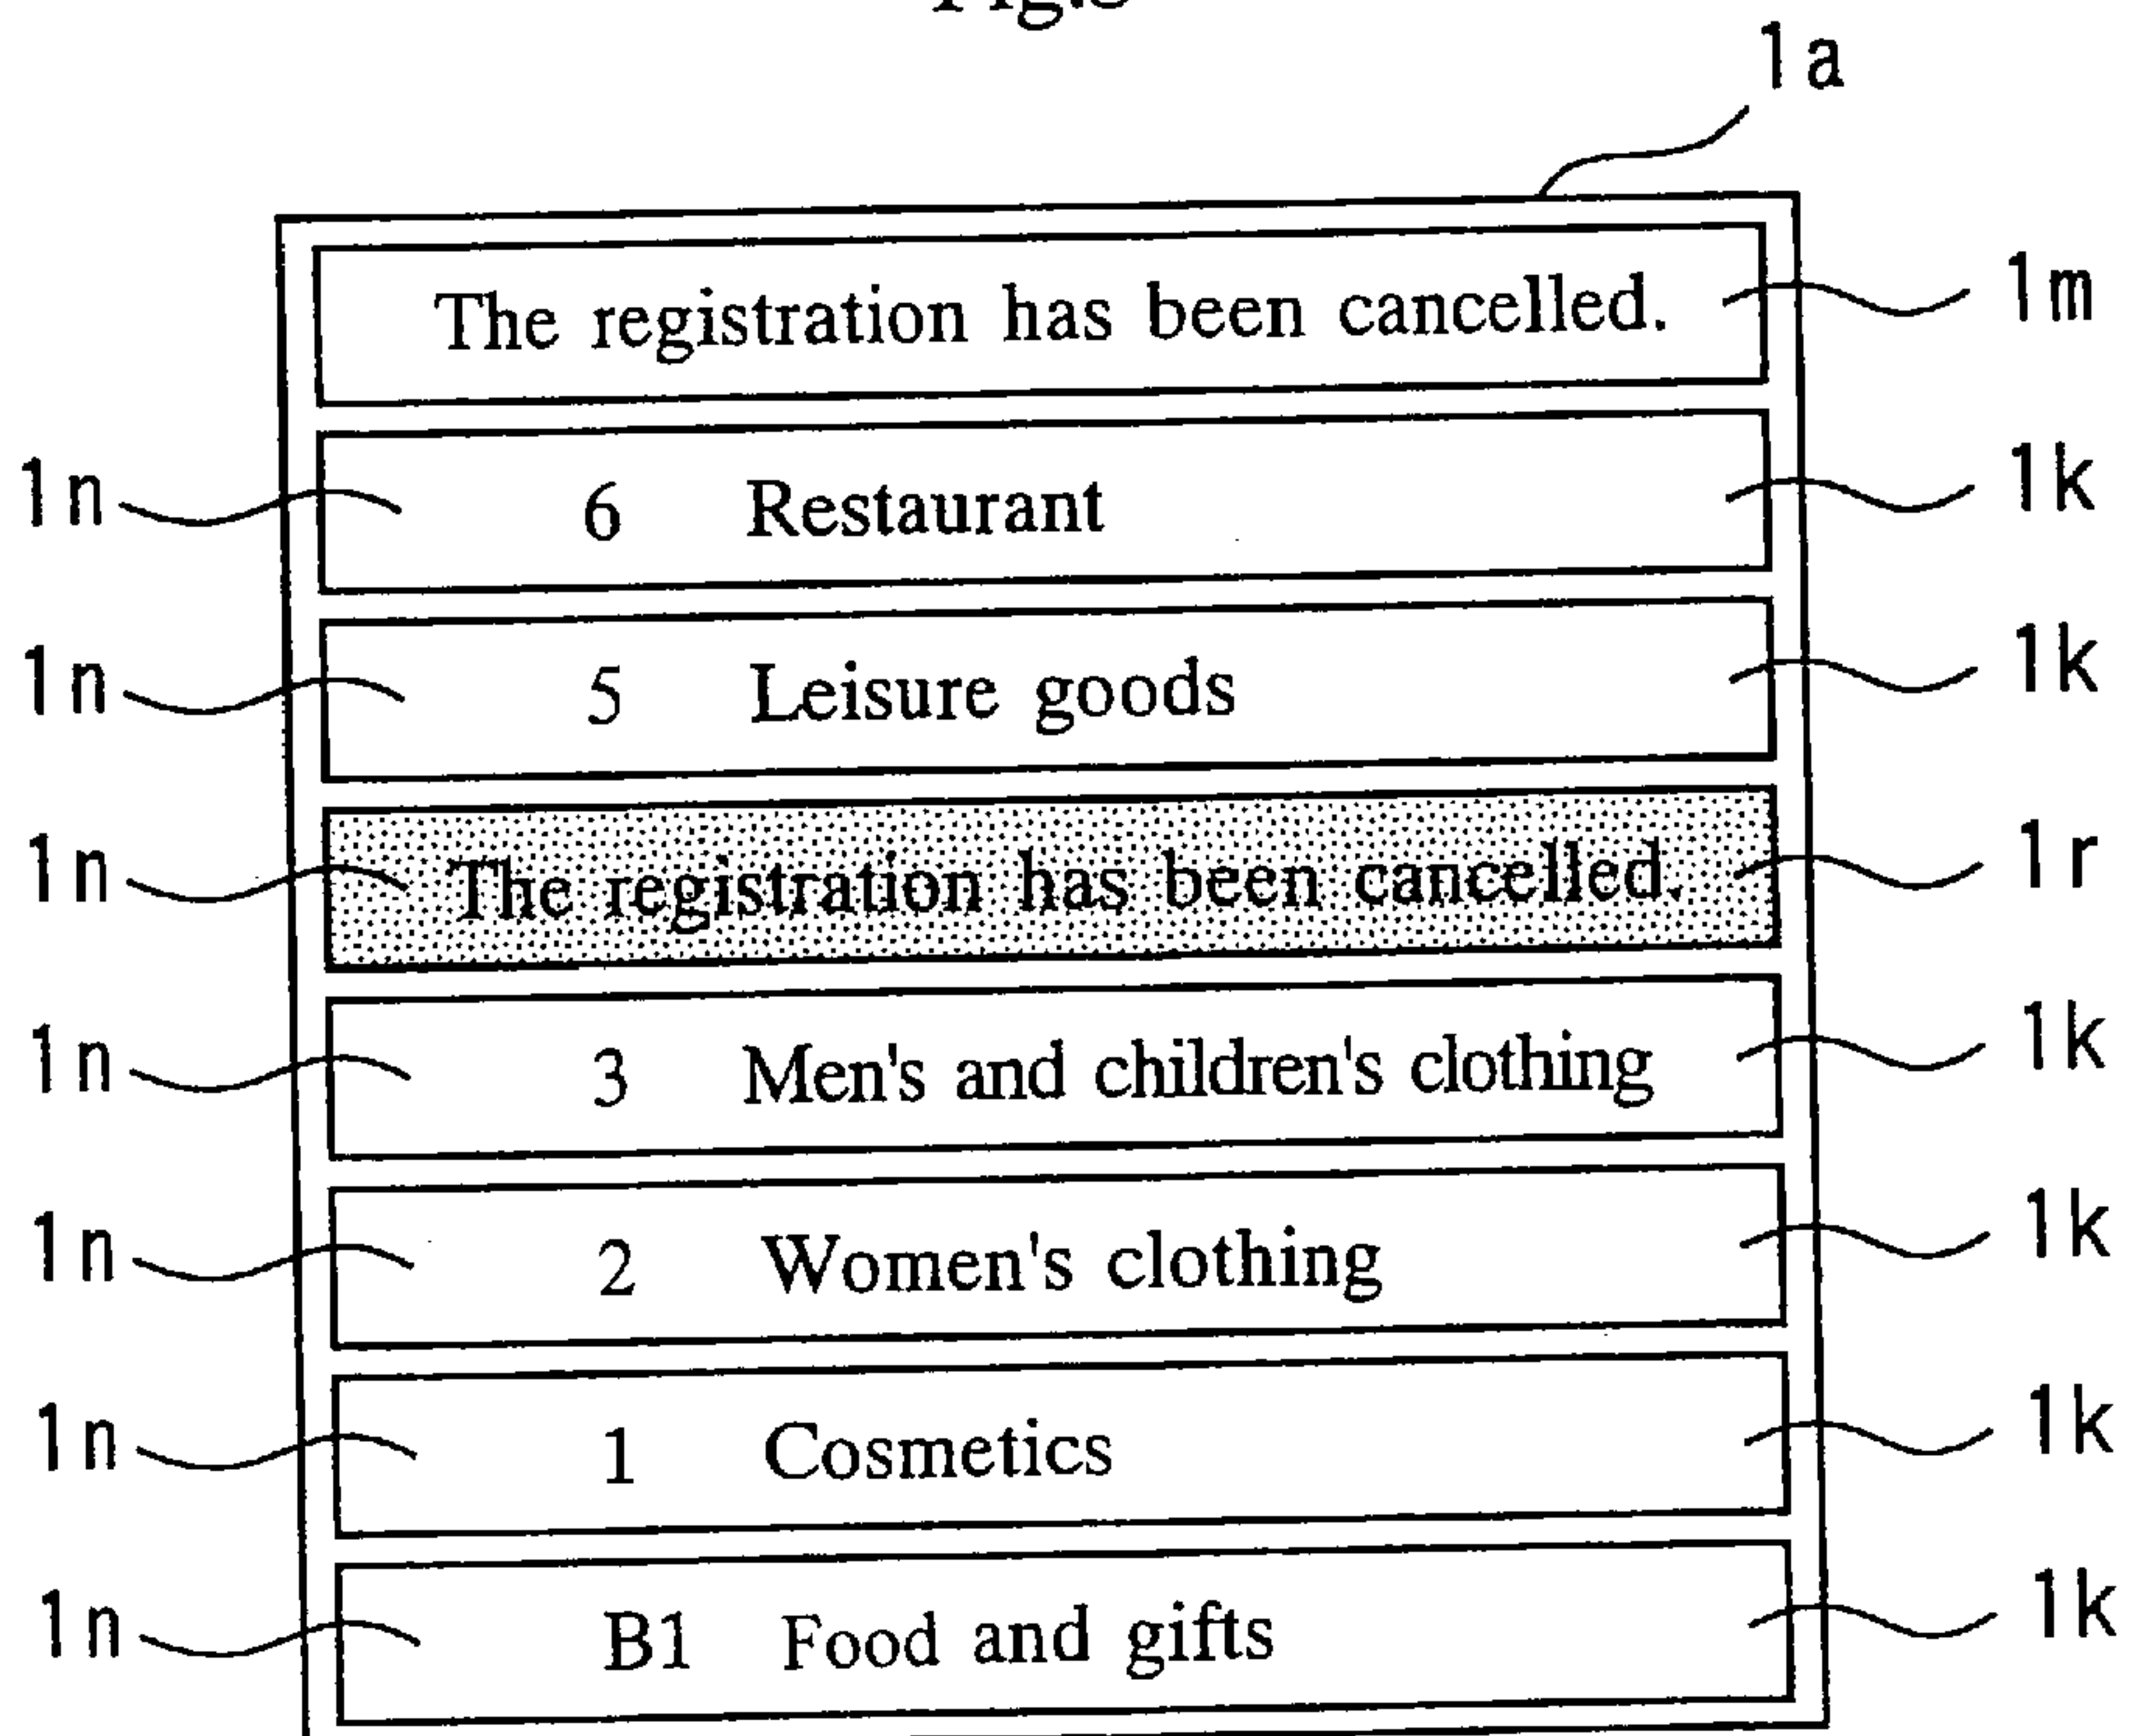 1a
The registration has been cancelled. 1m
1n 6 Restaurant 1k
1n 5 Leisure goods 1k
1n The registration has been cancelled. 1r
1n 3 Men's and children's clothing 1k
1n 2 Women's clothing 1k
1n 1 Cosmetics 1k
1n B1 Food and gifts 1k